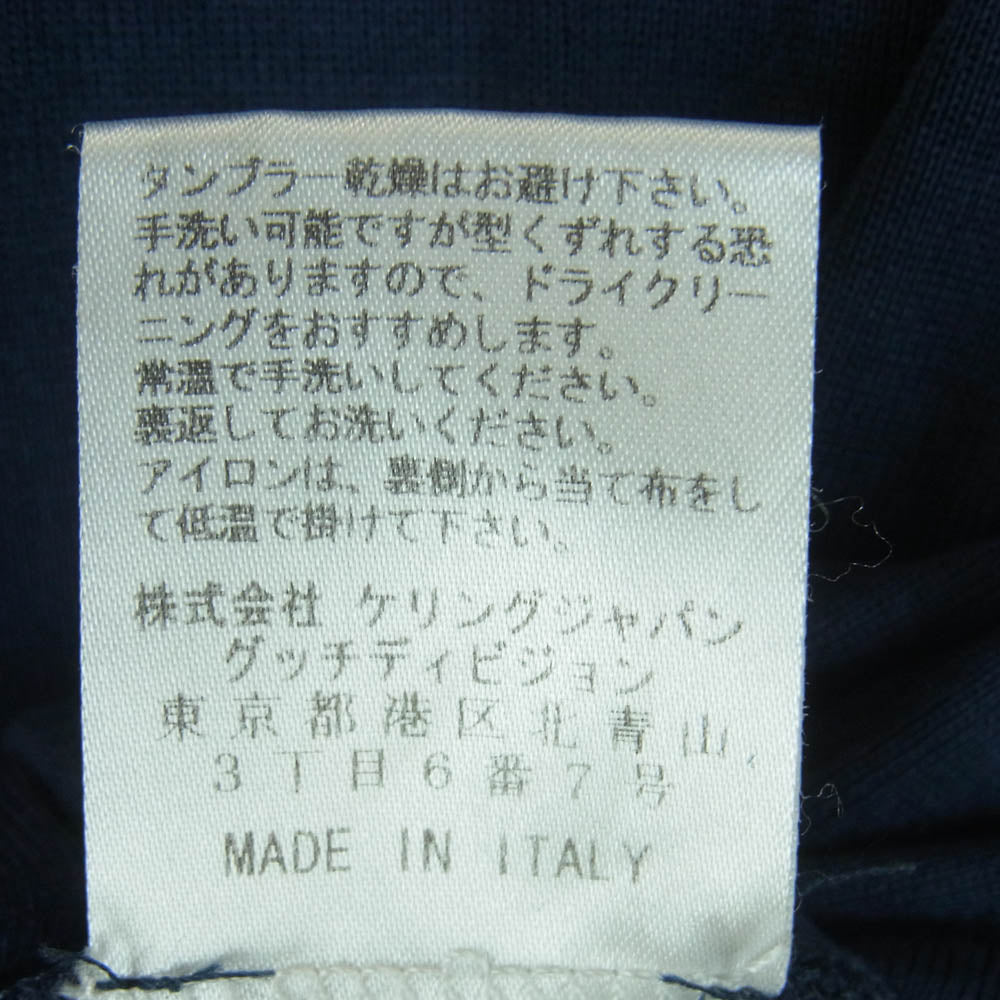 タンブラー乾燥はお避け下さい。
手洗い可能ですが型くずれする恐
れがありますので、ドライクリー
ニングをおすすめします。
常温で手洗いしてください。
裏返してお洗いください。
アイロンは、裏側から当て布をし
て低温で掛けて下さい。
株式会社 ケリングジャパン
グッチディビジョン
東京都港区北青山,
3丁目6番7号
MADE IN ITALY